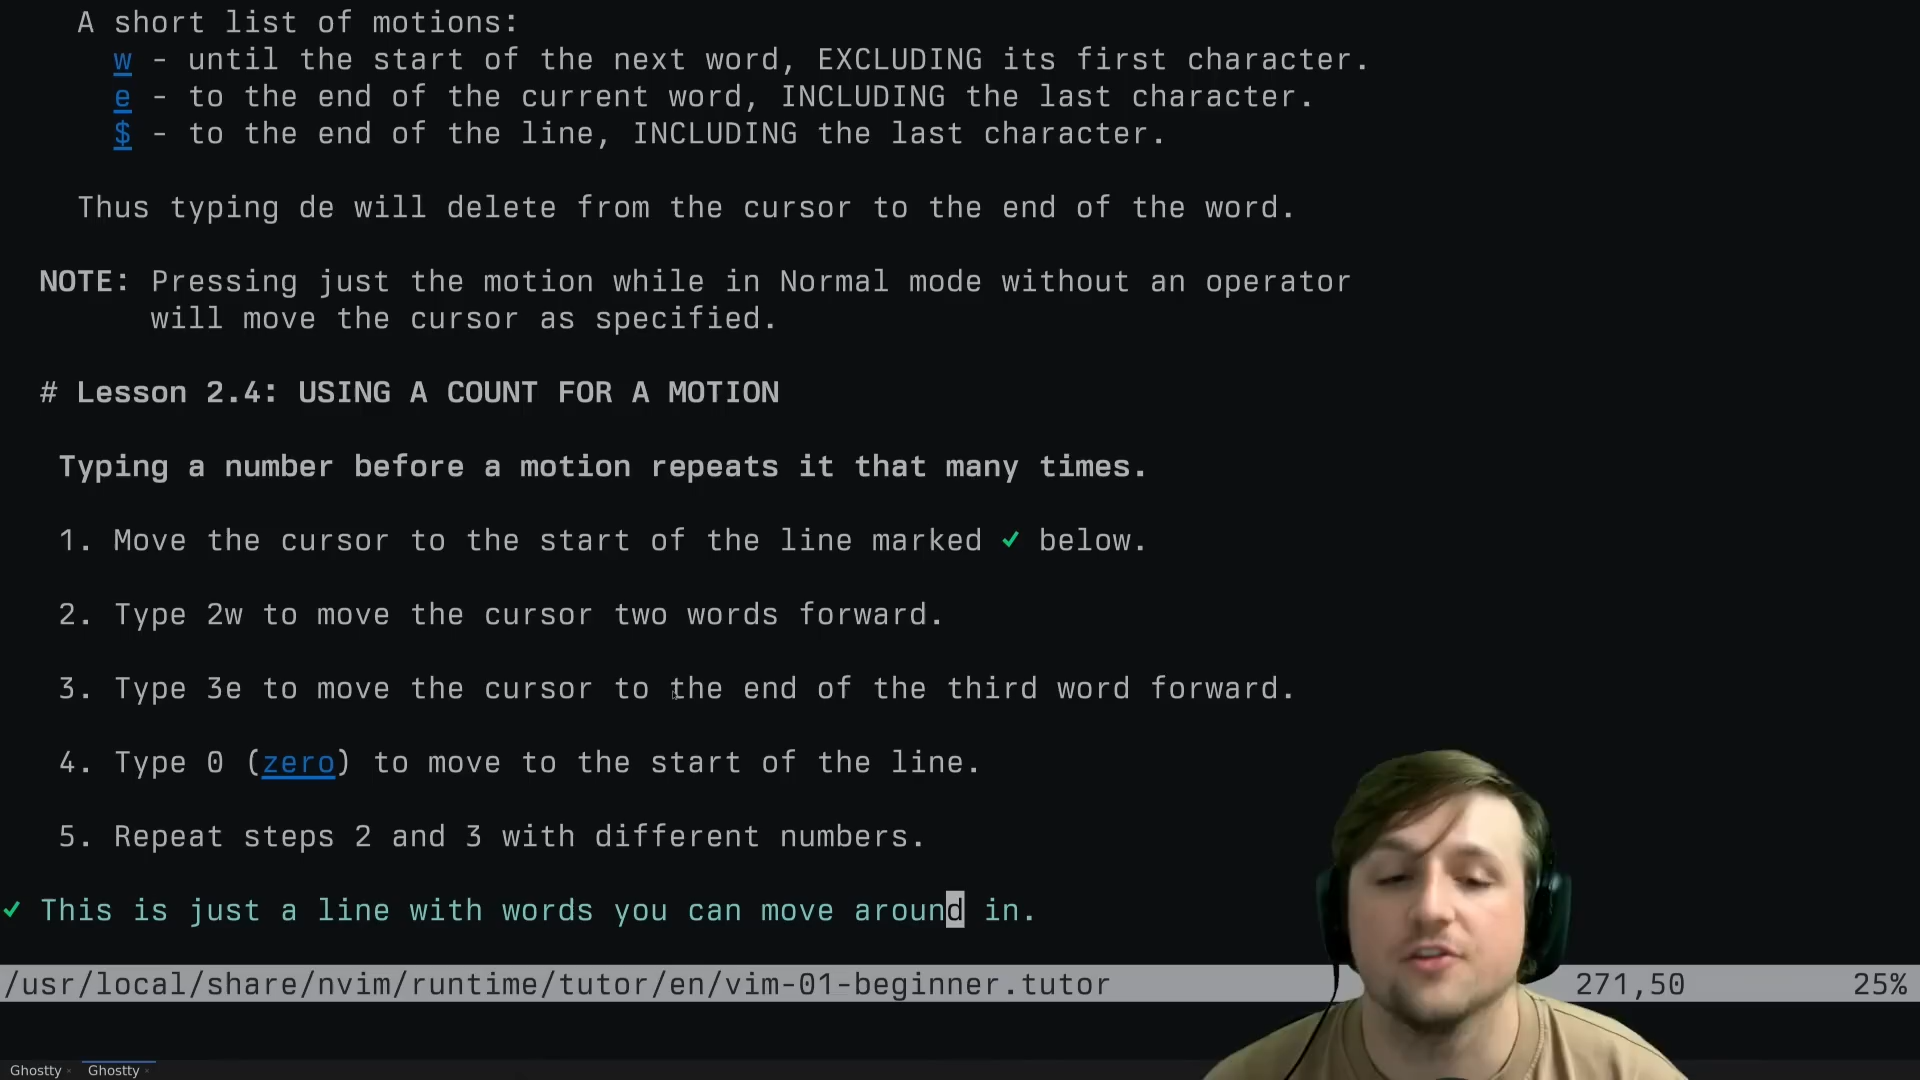 A short list of motions:
w - until the start of the next word, EXCLUDING its first character.
e - to the end of the current word, INCLUDING the last character.
$ - to the end of the line, INCLUDING the last character.
Thus typing de will delete from the cursor to the end of the word.
NOTE: Pressing just the motion while in Normal mode without an operator
will move the cursor as specified.
# Lesson 2.4: USING A COUNT FOR A MOTION
Typing a number before a motion repeats it that many times.
1. Move the cursor to the start of the line marked ✓ below.
2. Type 2w to move the cursor two words forward.
3. Type 3e to move the cursor to the end of the third word forward.
4. Type 0 (zero) to move to the start of the line.
5. Repeat steps 2 and 3 with different numbers.
✓ This is just a line with words you can move around in.
/usr/local/share/nvim/runtime/tutor/en/vim-01-beginner.tutor 271,50 25%
Ghostty Ghostty